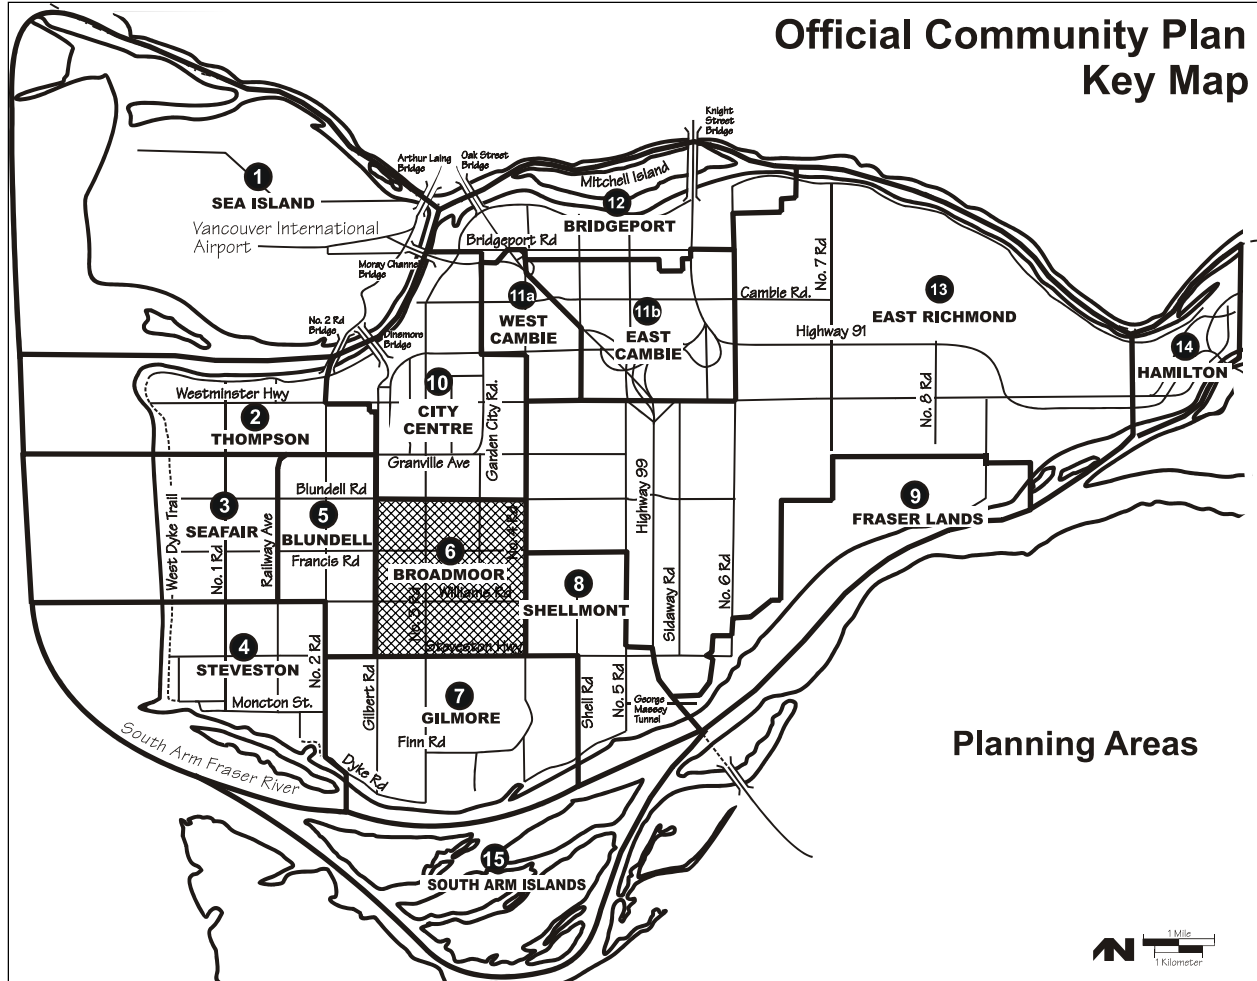 Official Community Plan
Key Map
Knight
Street
Bridge
Arthur Laing
Bridge
Oak Street
Bridge
Mitchell Island
1
SEA ISLAND
12
BRIDGEPORT
Vancouver International
Airport
Bridgeport Rd
Moray Channel
Bridge
No. 7 Rd
No. 2 Rd
Bridge
Dinsmore
Bridge
11a
WEST
CAMBIE
11b
EAST
CAMBIE
Cambie Rd.
13
EAST RICHMOND
Highway 91
14
HAMILTON
Westminster Hwy
10
CITY
CENTRE
Garden City Rd.
No. 8 Rd
2
THOMPSON
Granville Ave
Highway 99
Blundell Rd
West Dyke Trail
3
SEAFAIR
No. 1 Rd
Railway Ave
5
BLUNDELL
Francis Rd
6
BROADMOOR
No. 4 Rd
Williams Rd
No. 3 Rd
Steveston Hwy
8
SHELLMONT
9
FRASER LANDS
Sidaway Rd
No. 6 Rd
4
STEVESTON
No. 2 Rd
Moncton St.
Gilbert Rd
7
GILMORE
Finn Rd
Shell Rd
No. 5 Rd
George
Massey
Tunnel
Dyke Rd
South Arm Fraser River
Planning Areas
15
SOUTH ARM ISLANDS
N
1 Mile
1 Kilometer